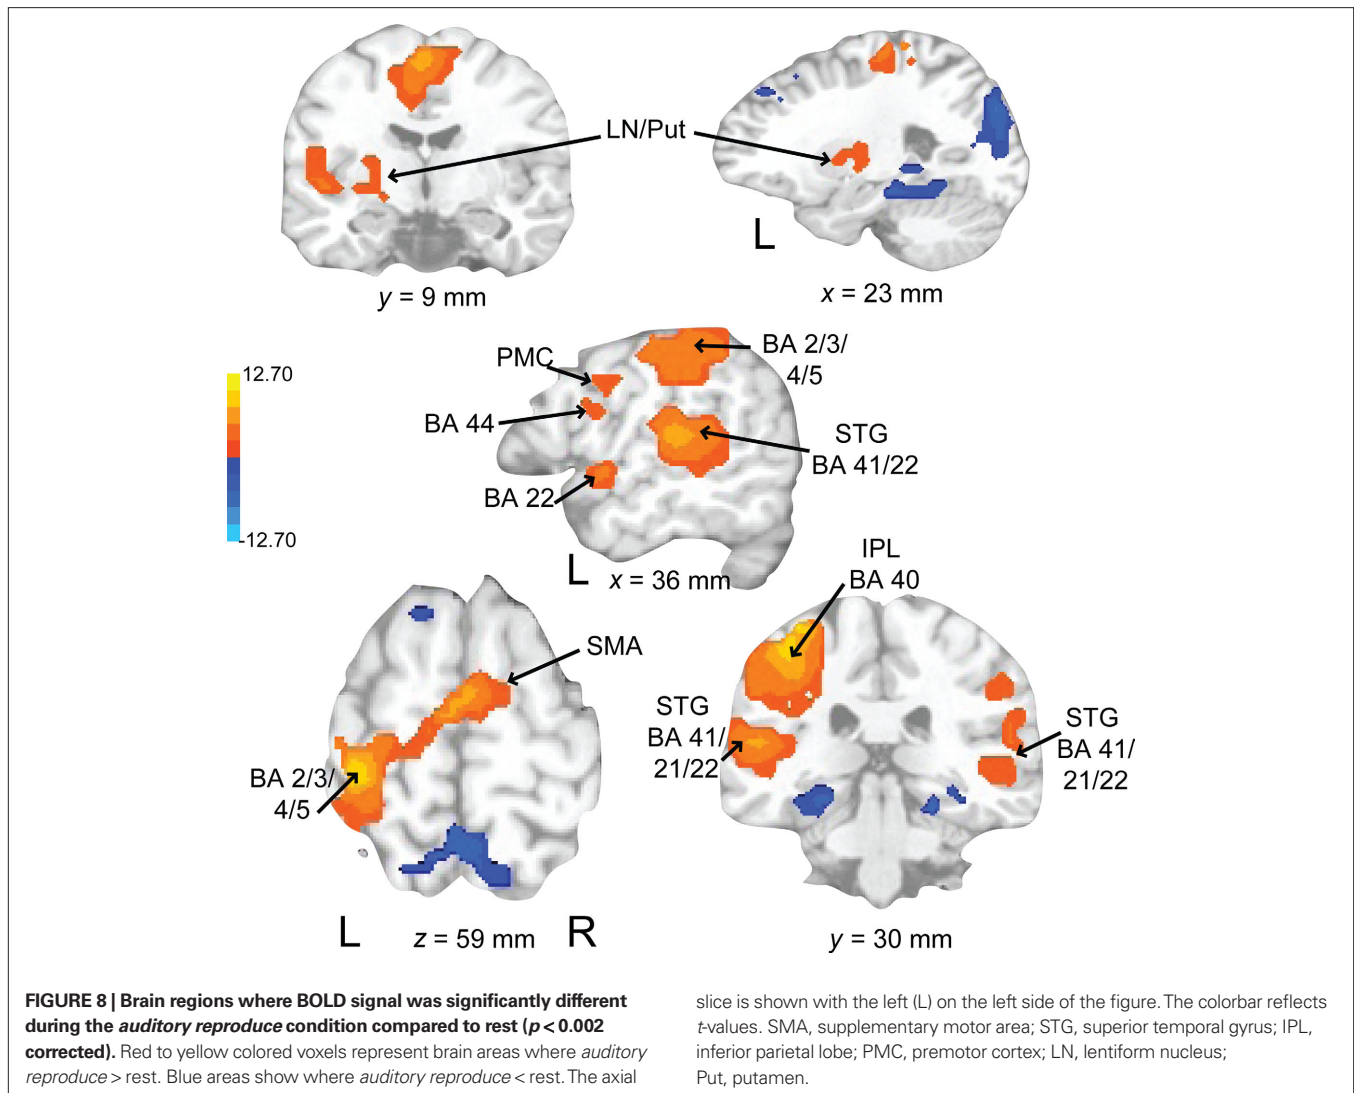 LN/Put
L
y = 9 mm
x = 23 mm
12.70
-12.70
PMC
BA 44
BA 22
BA 2/3/
4/5
STG
BA 41/22
L
x = 36 mm
IPL
BA 40
SMA
BA 2/3/
4/5
STG
BA 41/
21/22
STG
BA 41/
21/22
L
z = 59 mm
R
y = 30 mm
FIGURE 8 | Brain regions where BOLD signal was significantly different
during the auditory reproduce condition compared to rest (p < 0.002
corrected). Red to yellow colored voxels represent brain areas where auditory
reproduce > rest. Blue areas show where auditory reproduce < rest. The axial
slice is shown with the left (L) on the left side of the figure. The colorbar reflects
t-values. SMA, supplementary motor area; STG, superior temporal gyrus; IPL,
inferior parietal lobe; PMC, premotor cortex; LN, lentiform nucleus;
Put, putamen.